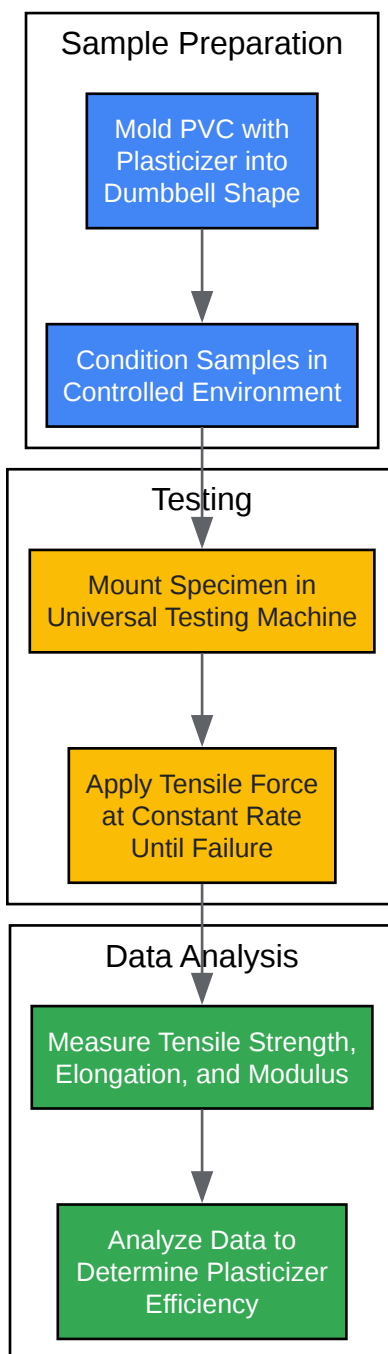 Sample Preparation
Mold PVC with
Plasticizer into
Dumbbell Shape
Condition Samples in
Controlled Environment
Testing
Mount Specimen in
Universal Testing Machine
Apply Tensile Force
at Constant Rate
Until Failure
Data Analysis
Measure Tensile Strength,
Elongation, and Modulus
Analyze Data to
Determine Plasticizer
Efficiency